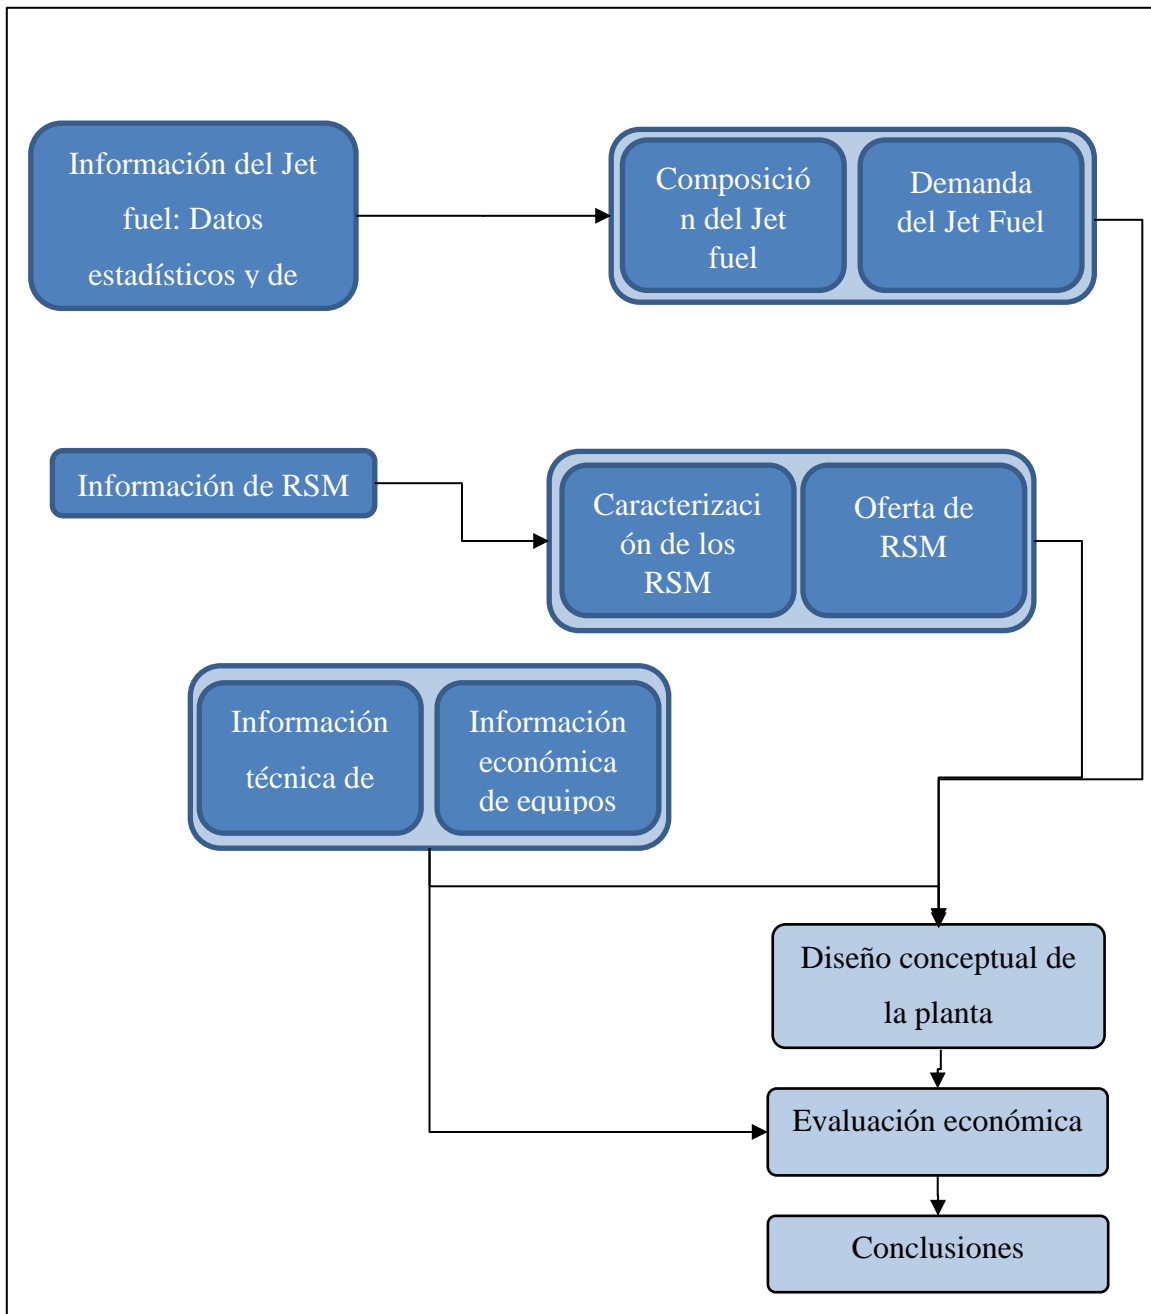 Información del Jet
fuel: Datos
estadísticos y de
Composició
n del Jet
fuel
Demanda
del Jet Fuel
Información de RSM
Caracterizaci
ón de los
RSM
Oferta de
RSM
Información
técnica de
Información
económica
de equipos
Diseño conceptual de
la planta
Evaluación económica
Conclusiones